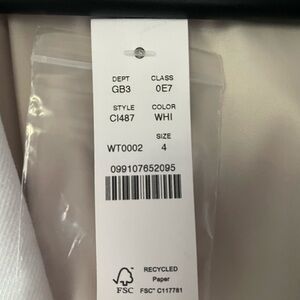 DEPT CLASS
GB3 0E7
STYLE COLOR
CI487 WHI
SIZE
WT0002 4
099107652095
RECYCLED
Paper
FSC FSC® C117781